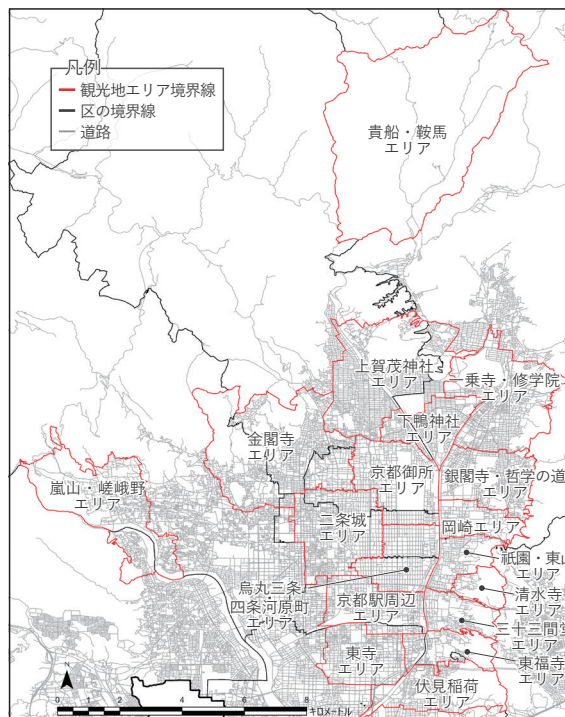 凡例
観光地エリア境界線
区の境界線
道路
貴船・鞍馬
エリア
上賀茂神社
エリア
一乗寺・修学院
エリア
下鴨神社
エリア
金閣寺
エリア
京都御所
エリア
銀閣寺・哲学の道
エリア
嵐山・嵯峨野
エリア
二条城
エリア
岡崎エリア
祇園・東山
エリア
清水寺
エリア
烏丸三条・
四条河原町
エリア
京都駅周辺
エリア
三十三間堂
エリア
東寺
エリア
東福寺
エリア
伏見稲荷
エリア
N
0 1 2 4 6 8
キロメートル